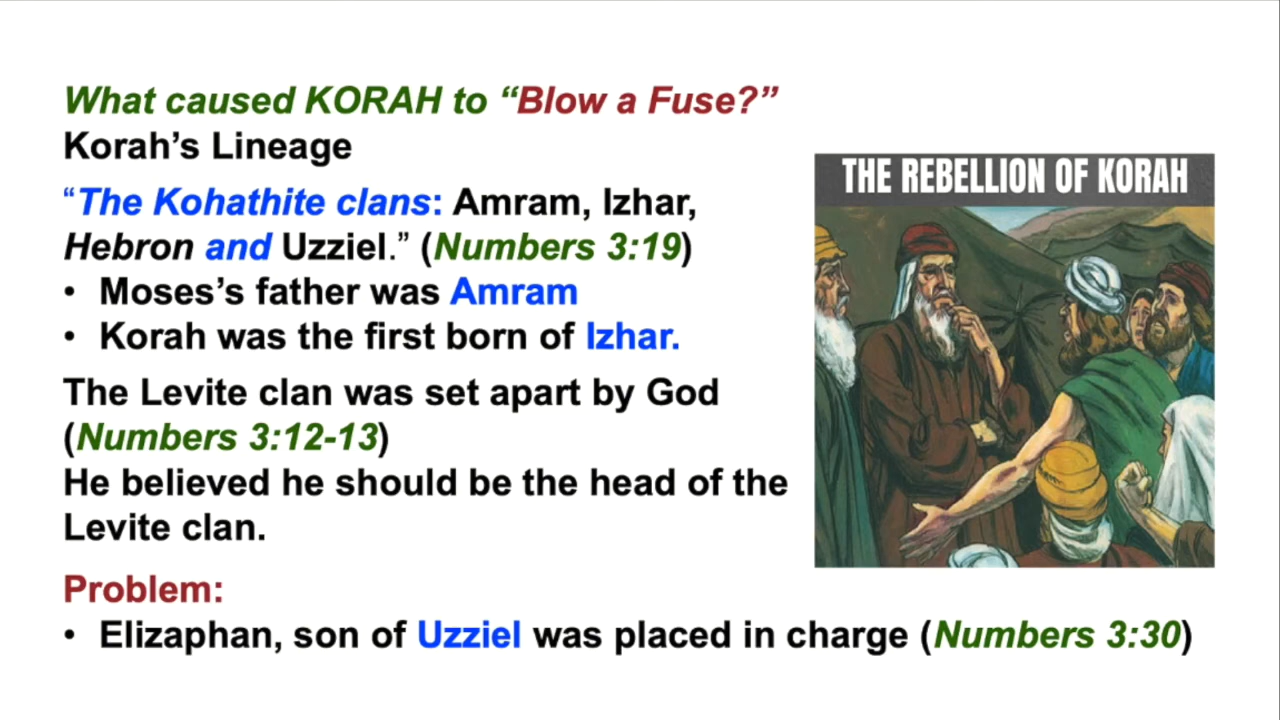 What caused KORAH to “Blow a Fuse?”
Korah’s Lineage
“The Kohathite clans: Amram, Izhar,
Hebron and Uzziel.” (Numbers 3:19)
• Moses’s father was Amram
• Korah was the first born of Izhar.
The Levite clan was set apart by God
(Numbers 3:12-13)
He believed he should be the head of the
Levite clan.
Problem:
• Elizaphan, son of Uzziel was placed in charge (Numbers 3:30)
THE REBELLION OF KORAH